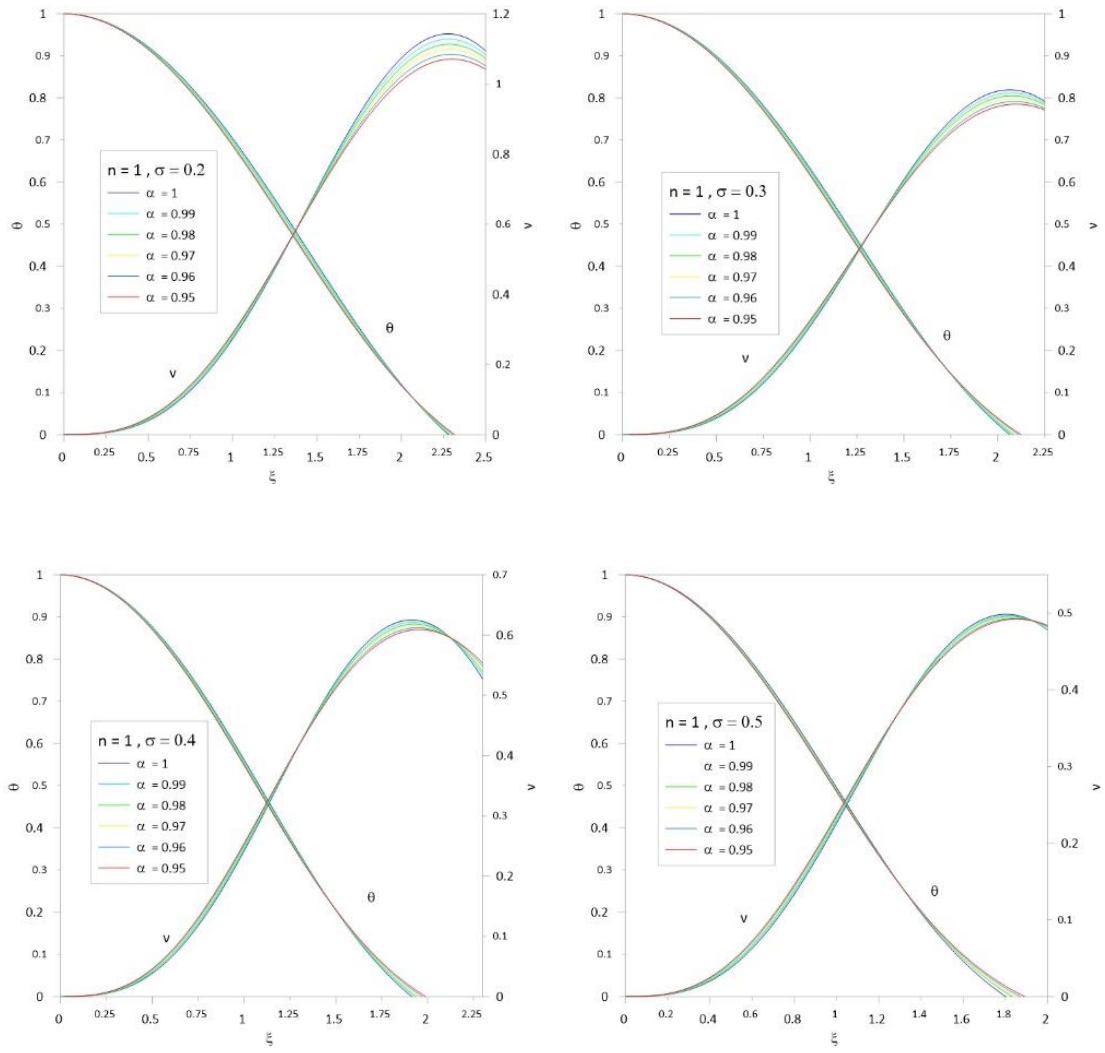 1 1.2
0.9
0.8 1
0.7
0.6 0.8
0.5 0.6
0.4
0.3 0.4
0.2 0.2
0.1
0 0
θ
ν
n = 1 , σ = 0.2
α = 1
α = 0.99
α = 0.98
α = 0.97
α = 0.96
α = 0.95
θ
ν
0 0.25 0.5 0.75 1 1.25 1.5 1.75 2 2.25 2.5
ξ
1 1
0.9 0.9
0.8 0.8
0.7 0.7
0.6 0.6
0.5 0.5
0.4 0.4
0.3 0.3
0.2 0.2
0.1 0.1
0 0
θ
ν
n = 1 , σ = 0.3
α = 1
α = 0.99
α = 0.98
α = 0.97
α = 0.96
α = 0.95
θ
ν
0 0.25 0.5 0.75 1 1.25 1.5 1.75 2 2.25
ξ
1 0.7
0.9 0.6
0.8
0.7 0.5
0.6 0.4
0.5
0.4 0.3
0.3 0.2
0.2
0.1 0.1
0 0
θ
ν
n = 1 , σ = 0.4
α = 1
α = 0.99
α = 0.98
α = 0.97
α = 0.96
α = 0.95
θ
ν
0 0.25 0.5 0.75 1 1.25 1.5 1.75 2 2.25
ξ
1
0.9 0.5
0.8
0.7 0.4
0.6
0.5 0.3
0.4
0.3 0.2
0.2 0.1
0.1
0 0
θ
ν
n = 1 , σ = 0.5
α = 1
α = 0.99
α = 0.98
α = 0.97
α = 0.96
α = 0.95
θ
ν
0 0.2 0.4 0.6 0.8 1 1.2 1.4 1.6 1.8 2
ξ